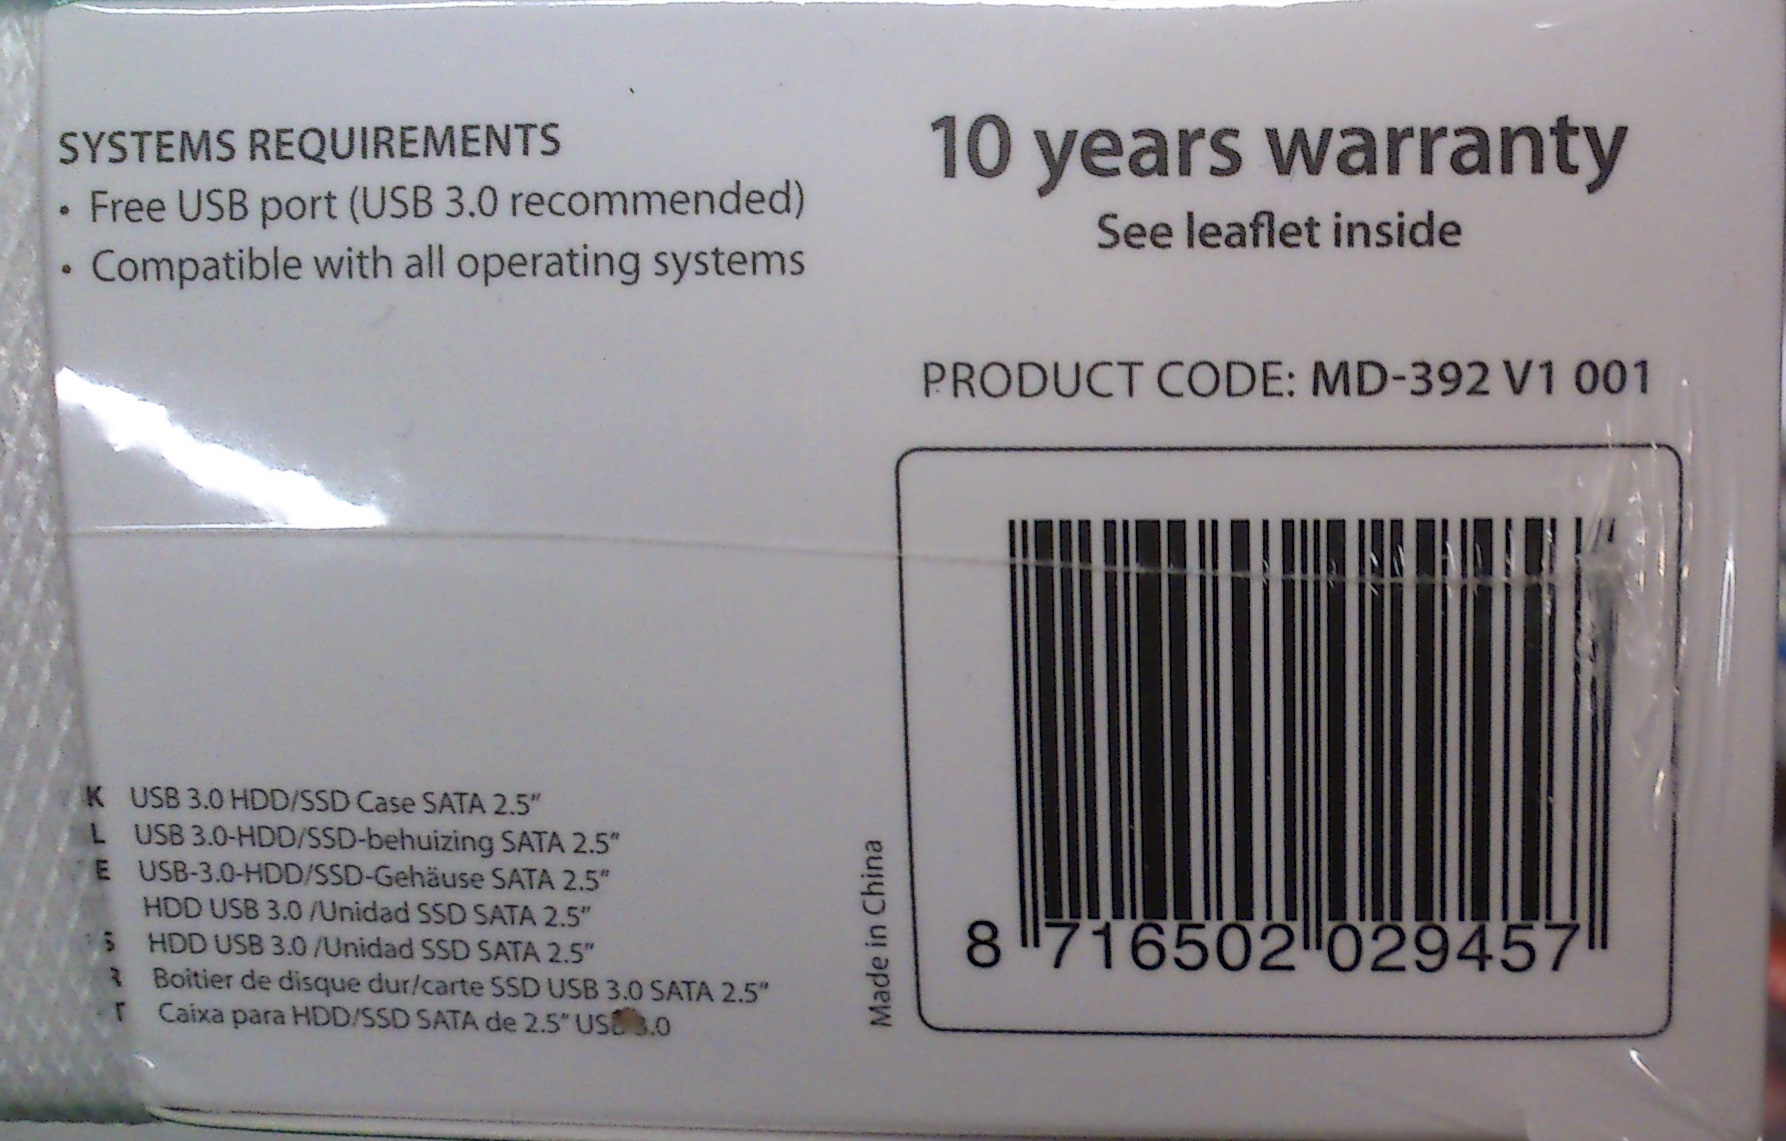 SYSTEMS REQUIREMENTS
• Free USB port (USB 3.0 recommended)
• Compatible with all operating systems
10 years warranty
See leaflet inside
PRODUCT CODE: MD-392 V1 001
K USB 3.0 HDD/SSD Case SATA 2.5"
L USB 3.0-HDD/SSD-behuizing SATA 2.5"
E USB-3.0-HDD/SSD-Gehäuse SATA 2.5"
HDD USB 3.0 /Unidad SSD SATA 2.5"
S HDD USB 3.0 /Unidad SSD SATA 2.5"
Boîtier de disque dur/carte SSD USB 3.0 SATA 2.5"
T Caixa para HDD/SSD SATA de 2.5" USB 3.0
Made in China
8 716502 029457